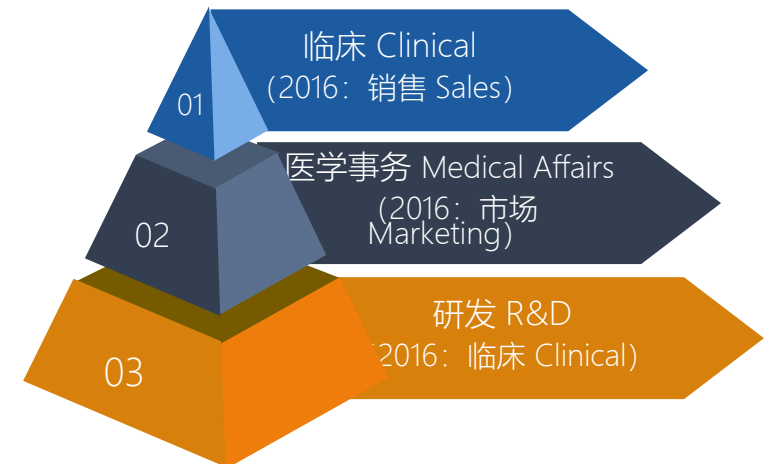 临床 Clinical
(2016：销售 Sales)
01
医学事务 Medical Affairs
(2016：市场
Marketing)
02
研发 R&D
(2016：临床 Clinical)
03